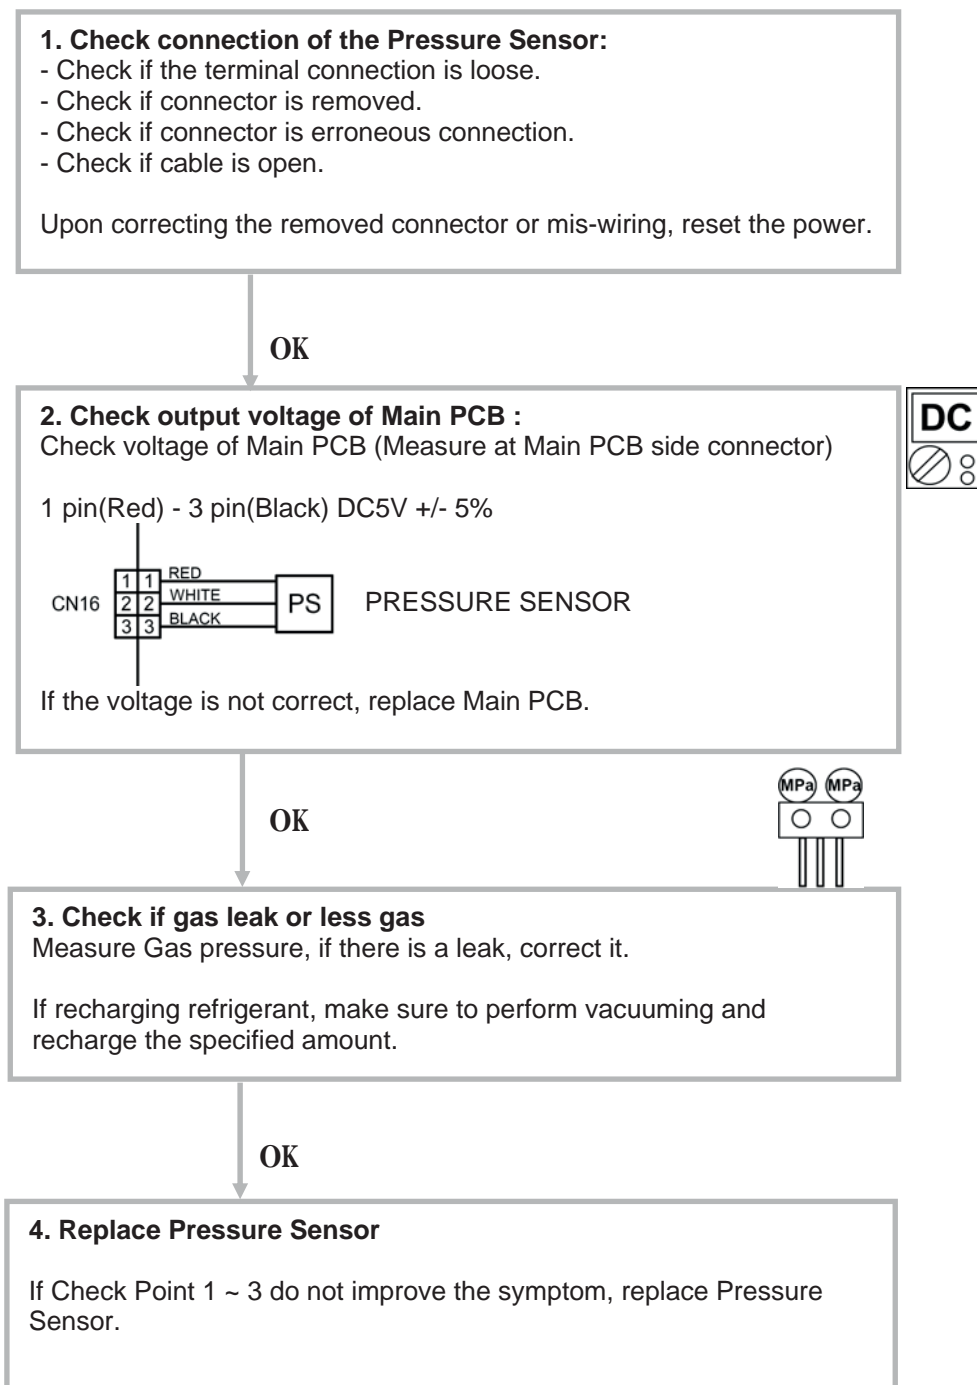 1. Check connection of the Pressure Sensor:
- Check if the terminal connection is loose.
- Check if connector is removed.
- Check if connector is erroneous connection.
- Check if cable is open.
Upon correcting the removed connector or mis-wiring, reset the power.
OK
2. Check output voltage of Main PCB :
Check voltage of Main PCB (Measure at Main PCB side connector)
DC
1 pin(Red) - 3 pin(Black) DC5V +/- 5%
1 1 RED
CN16 2 2 WHITE PS PRESSURE SENSOR
3 3 BLACK
If the voltage is not correct, replace Main PCB.
OK
MPa MPa
3. Check if gas leak or less gas
Measure Gas pressure, if there is a leak, correct it.
If recharging refrigerant, make sure to perform vacuuming and
recharge the specified amount.
OK
4. Replace Pressure Sensor
If Check Point 1 ~ 3 do not improve the symptom, replace Pressure
Sensor.